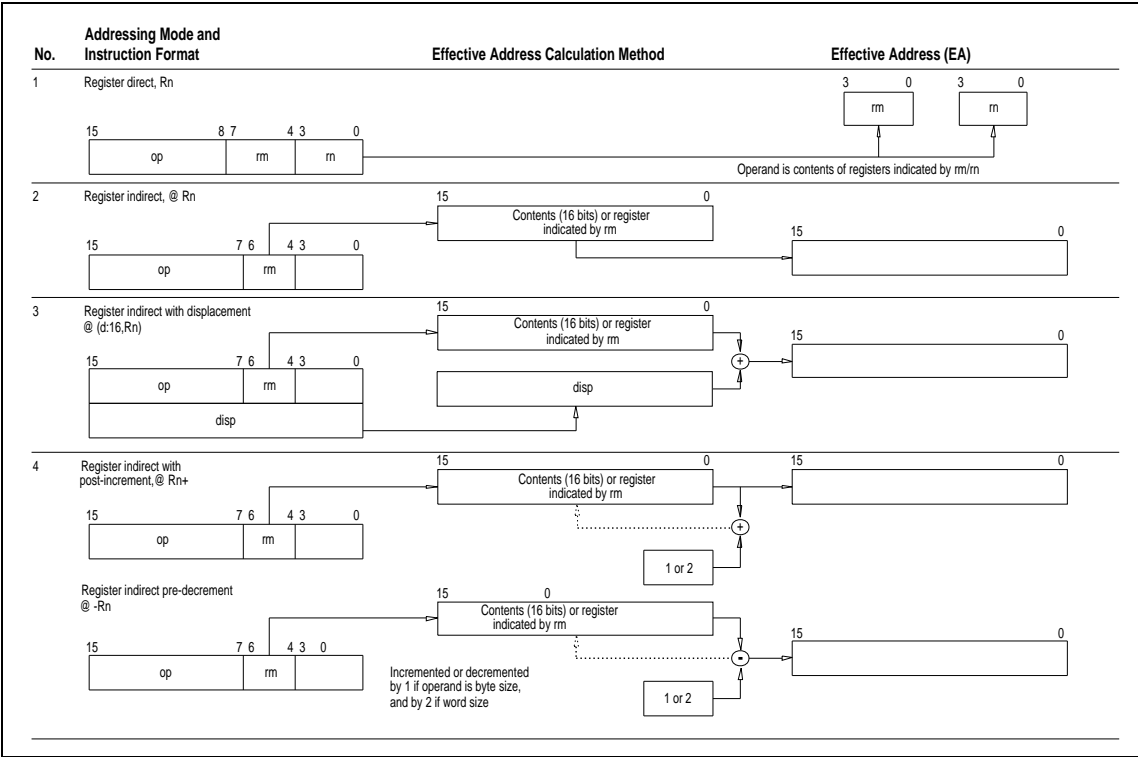 No.
Addressing Mode and
Instruction Format
Effective Address Calculation Method
Effective Address (EA)
1
Register direct, Rn
3 0
3 0
rm
rn
15 8 7 4 3 0
op rm rn
Operand is contents of registers indicated by rm/rn
2
Register indirect, @ Rn
15 0
Contents (16 bits) or register
indicated by rm
15 7 6 4 3 0
op rm
15 0
3
Register indirect with displacement
@ (d:16,Rn)
15 0
Contents (16 bits) or register
indicated by rm
15 7 6 4 3 0
op rm
disp
disp
+
15 0
4
Register indirect with
post-increment,@ Rn+
15 0
Contents (16 bits) or register
indicated by rm
15 0
15 7 6 4 3 0
op rm
+
1 or 2
Register indirect pre-decrement
@ -Rn
15 0
Contents (16 bits) or register
indicated by rm
15 7 6 4 3 0
op rm
-
15 0
Incremented or decremented
by 1 if operand is byte size,
and by 2 if word size
1 or 2